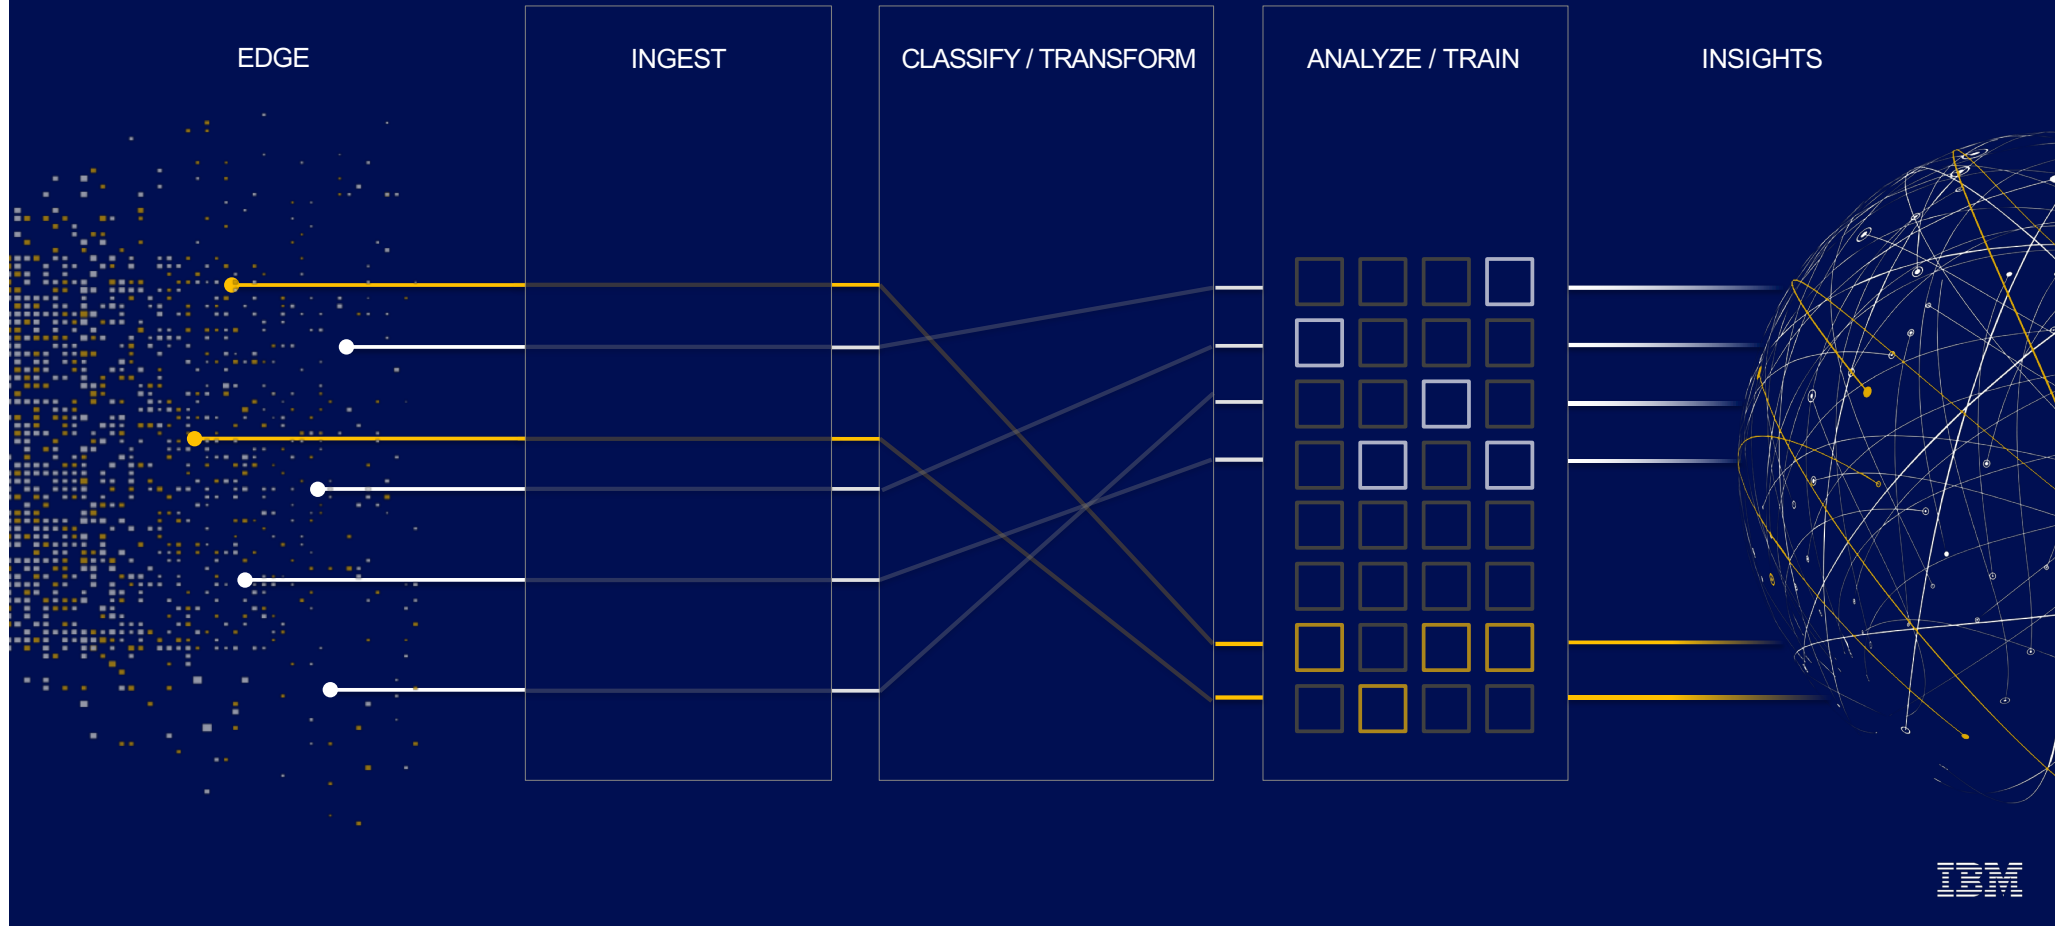 EDGE
INGEST
CLASSIFY / TRANSFORM
ANALYZE / TRAIN
INSIGHTS
IBM